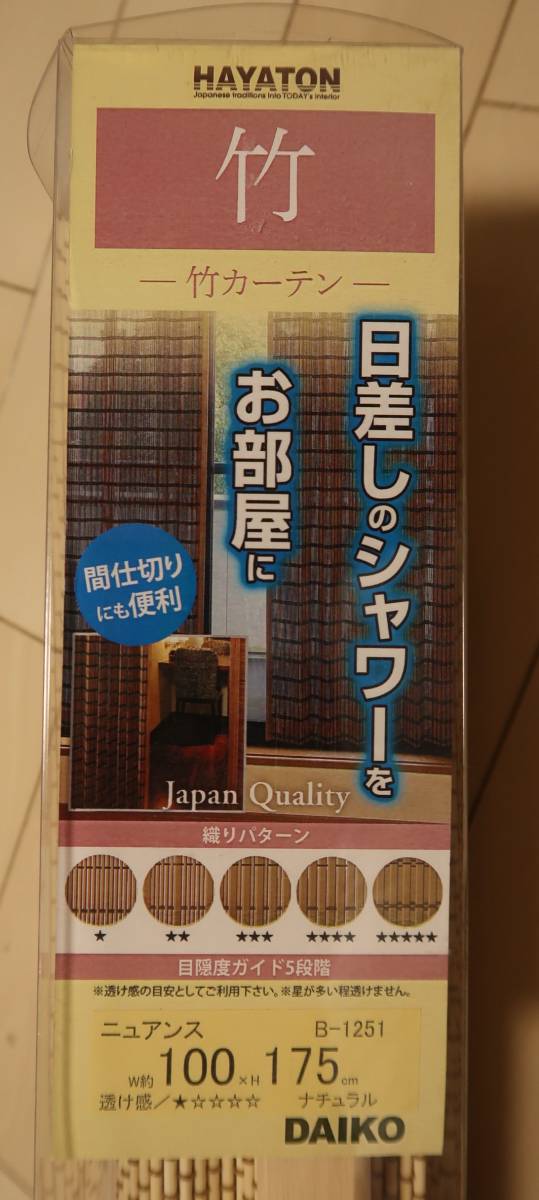 HAYATON
Japanese traditions into TODAY's interior
竹
— 竹カーテン —
日差しのシャワーを
お部屋に
間仕切り
にも便利
Japan Quality
織りパターン
★ ★★ ★★★ ★★★★ ★★★★★
目隠度ガイド5段階
※透け感の目安としてご利用下さい。※星が多い程透けません。
ニュアンス B-1251
W約100×H175cm
透け感／★☆☆☆☆ ナチュラル
DAIKO